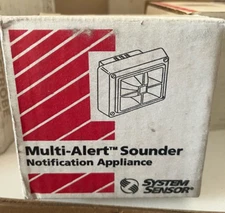 Multi-Alert™ Sounder
Notification Appliance
SYSTEM
SENSOR®